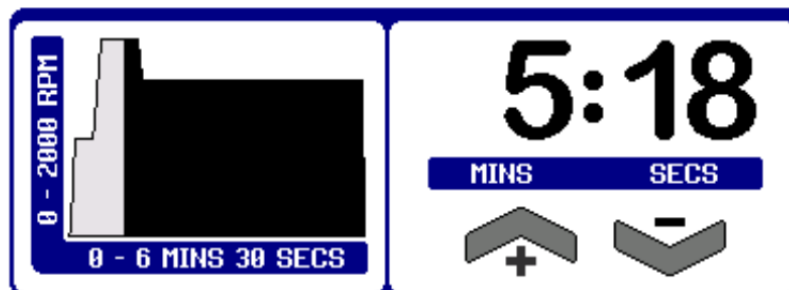 0 - 2000 RPM
0 - 6 MINS 30 SECS
5:18
MINS SECS
+ -